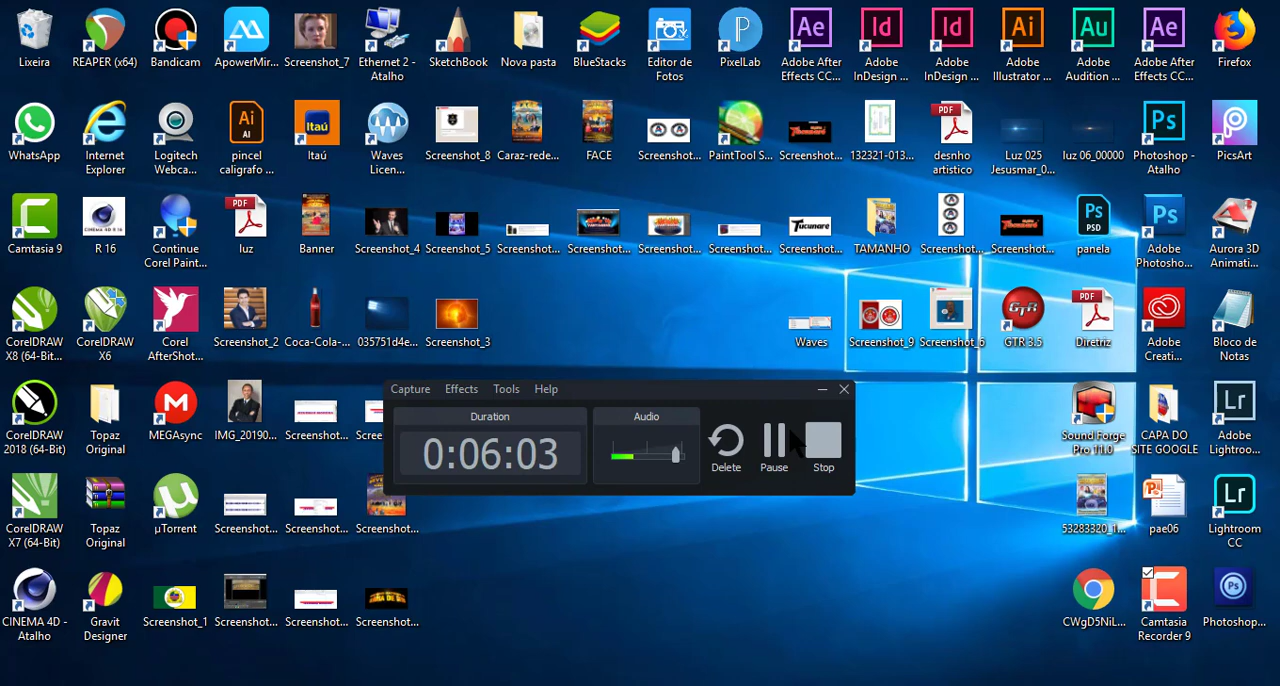 Lixeira
REAPER (x64)
Bandicam
ApowerMir...
Screenshot_7
Ethernet 2 -
Atalho
SketchBook
Nova pasta
BlueStacks
Editor de
Fotos
PixelLab
Adobe After
Effects CC...
Adobe
InDesign ...
Adobe
InDesign ...
Adobe
Illustrator ...
Adobe
Audition ...
Adobe After
Effects CC...
Firefox
WhatsApp
Internet
Explorer
Logitech
Webca...
pincel
caligrafo ...
Itaú
Waves
Licen...
Screenshot_8
Caraz-rede...
FACE
Screenshot...
PaintTool S...
Screenshot...
132321-013...
desnho
artistico
Luz 025
Jesusmar_0...
luz 06_00000
Photoshop -
Atalho
PicsArt
Camtasia 9
R 16
Continue
Corel Paint...
luz
Banner
Screenshot_4
Screenshot_5
Screenshot...
Screenshot...
Screenshot...
Screenshot...
Screenshot...
TAMANHO
Screenshot...
Screenshot...
panela
Adobe
Photosho...
Aurora 3D
Animati...
CorelDRAW
X8 (64-Bit...
CorelDRAW
X6
Corel
AfterShot...
Screenshot_2
Coca-Cola-...
035751d4e...
Screenshot_3
Waves
Screenshot_9
Screenshot_6
GTR 3.5
Diretriz
Adobe
Creati...
Bloco de
Notas
Capture Effects Tools Help
Duration
0:06:03
Audio
Delete
Pause
Stop
CorelDRAW
2018 (64-Bit)
Topaz
Original
MEGAsync
IMG_20190...
Screenshot...
Scree
Sound Forge
Pro 11.0
CAPA DO
SITE GOOGLE
Adobe
Lightroo...
CorelDRAW
X7 (64-Bit)
Topaz
Original
µTorrent
Screenshot...
Screenshot...
Screenshot...
53283320_1...
pae06
Lightroom
CC
CINEMA 4D -
Atalho
Gravit
Designer
Screenshot_1
Screenshot...
Screenshot...
Screenshot...
CWgD5NiL...
Camtasia
Recorder 9
Photoshop...